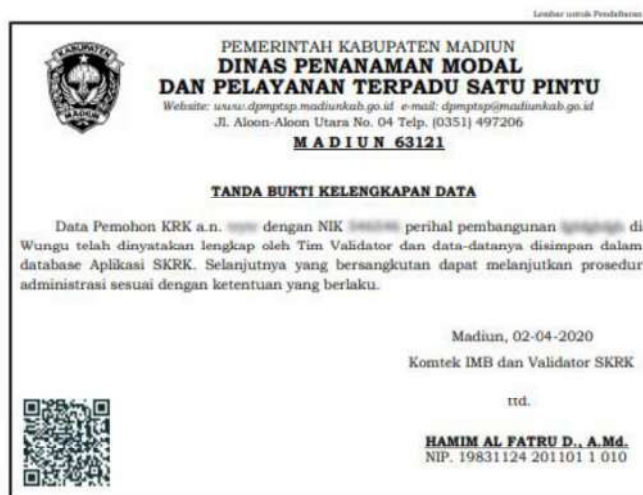 Lembar untuk Pendaftaran
KABUPATEN
MADIUN
PEMERINTAH KABUPATEN MADIUN
DINAS PENANAMAN MODAL
DAN PELAYANAN TERPADU SATU PINTU
Website: www.dpmptsp.madiunkab.go.id e-mail: dpmptsp@madiunkab.go.id
Jl. Aloon-Aloon Utara No. 04 Telp. (0351) 497206
M A D I U N 63121
TANDA BUKTI KELENGKAPAN DATA
Data Pemohon KRK a.n. dengan NIK perihal pembangunan di
Wungu telah dinyatakan lengkap oleh Tim Validator dan data-datanya disimpan dalam
database Aplikasi SKRK. Selanjutnya yang bersangkutan dapat melanjutkan prosedur
administrasi sesuai dengan ketentuan yang berlaku.
Madiun, 02-04-2020
Komtek IMB dan Validator SKRK
ttd.
HAMIM AL FATRU D., A.Md.
NIP. 19831124 201101 1 010